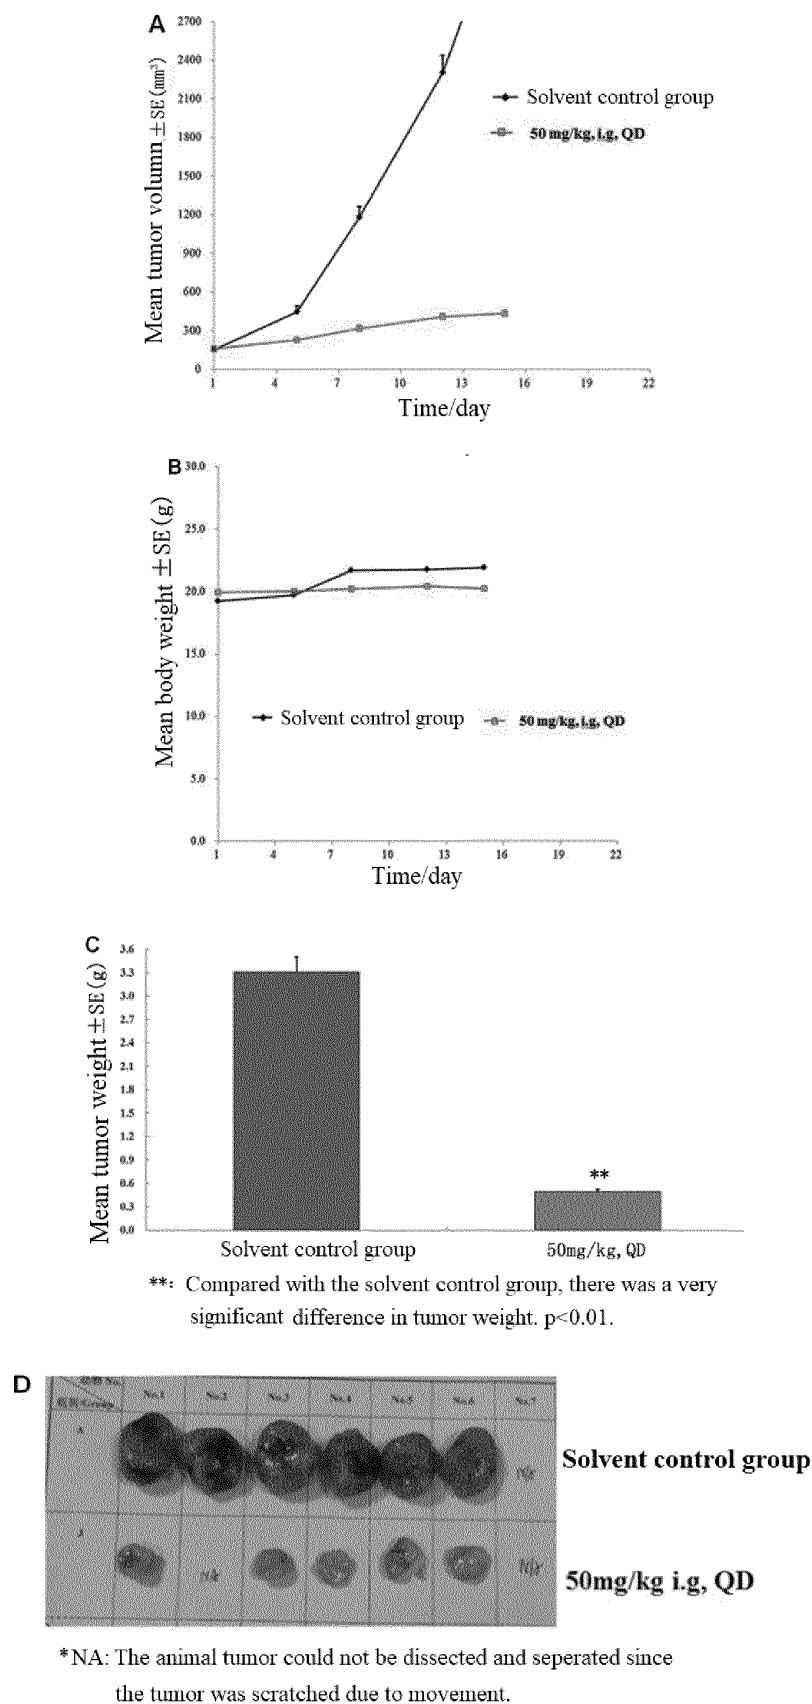 A
2700
2400
2100
1800
1500
1200
900
600
300
0
Mean tumor volumn ±SE(mm³)
Solvent control group
50 mg/kg, i.g, QD
1 4 7 10 13 16 19 22
Time/day
B
30.0
25.0
20.0
15.0
10.0
5.0
0.0
Mean body weight ±SE(g)
Solvent control group 50 mg/kg, i.g, QD
1 4 7 10 13 16 19 22
Time/day
C
3.6
3.3
3.0
2.7
2.4
2.1
1.8
1.5
1.2
0.9
0.6
0.3
0.0
Mean tumor weight ±SE(g)
**
Solvent control group 50mg/kg, QD
**: Compared with the solvent control group, there was a very
significant difference in tumor weight. p<0.01.
D
No.1 No.2 No.3 No.4 No.5 No.6 No.7
Group
A
Solvent control group
50mg/kg i.g, QD
*NA: The animal tumor could not be dissected and seperated since
the tumor was scratched due to movement.